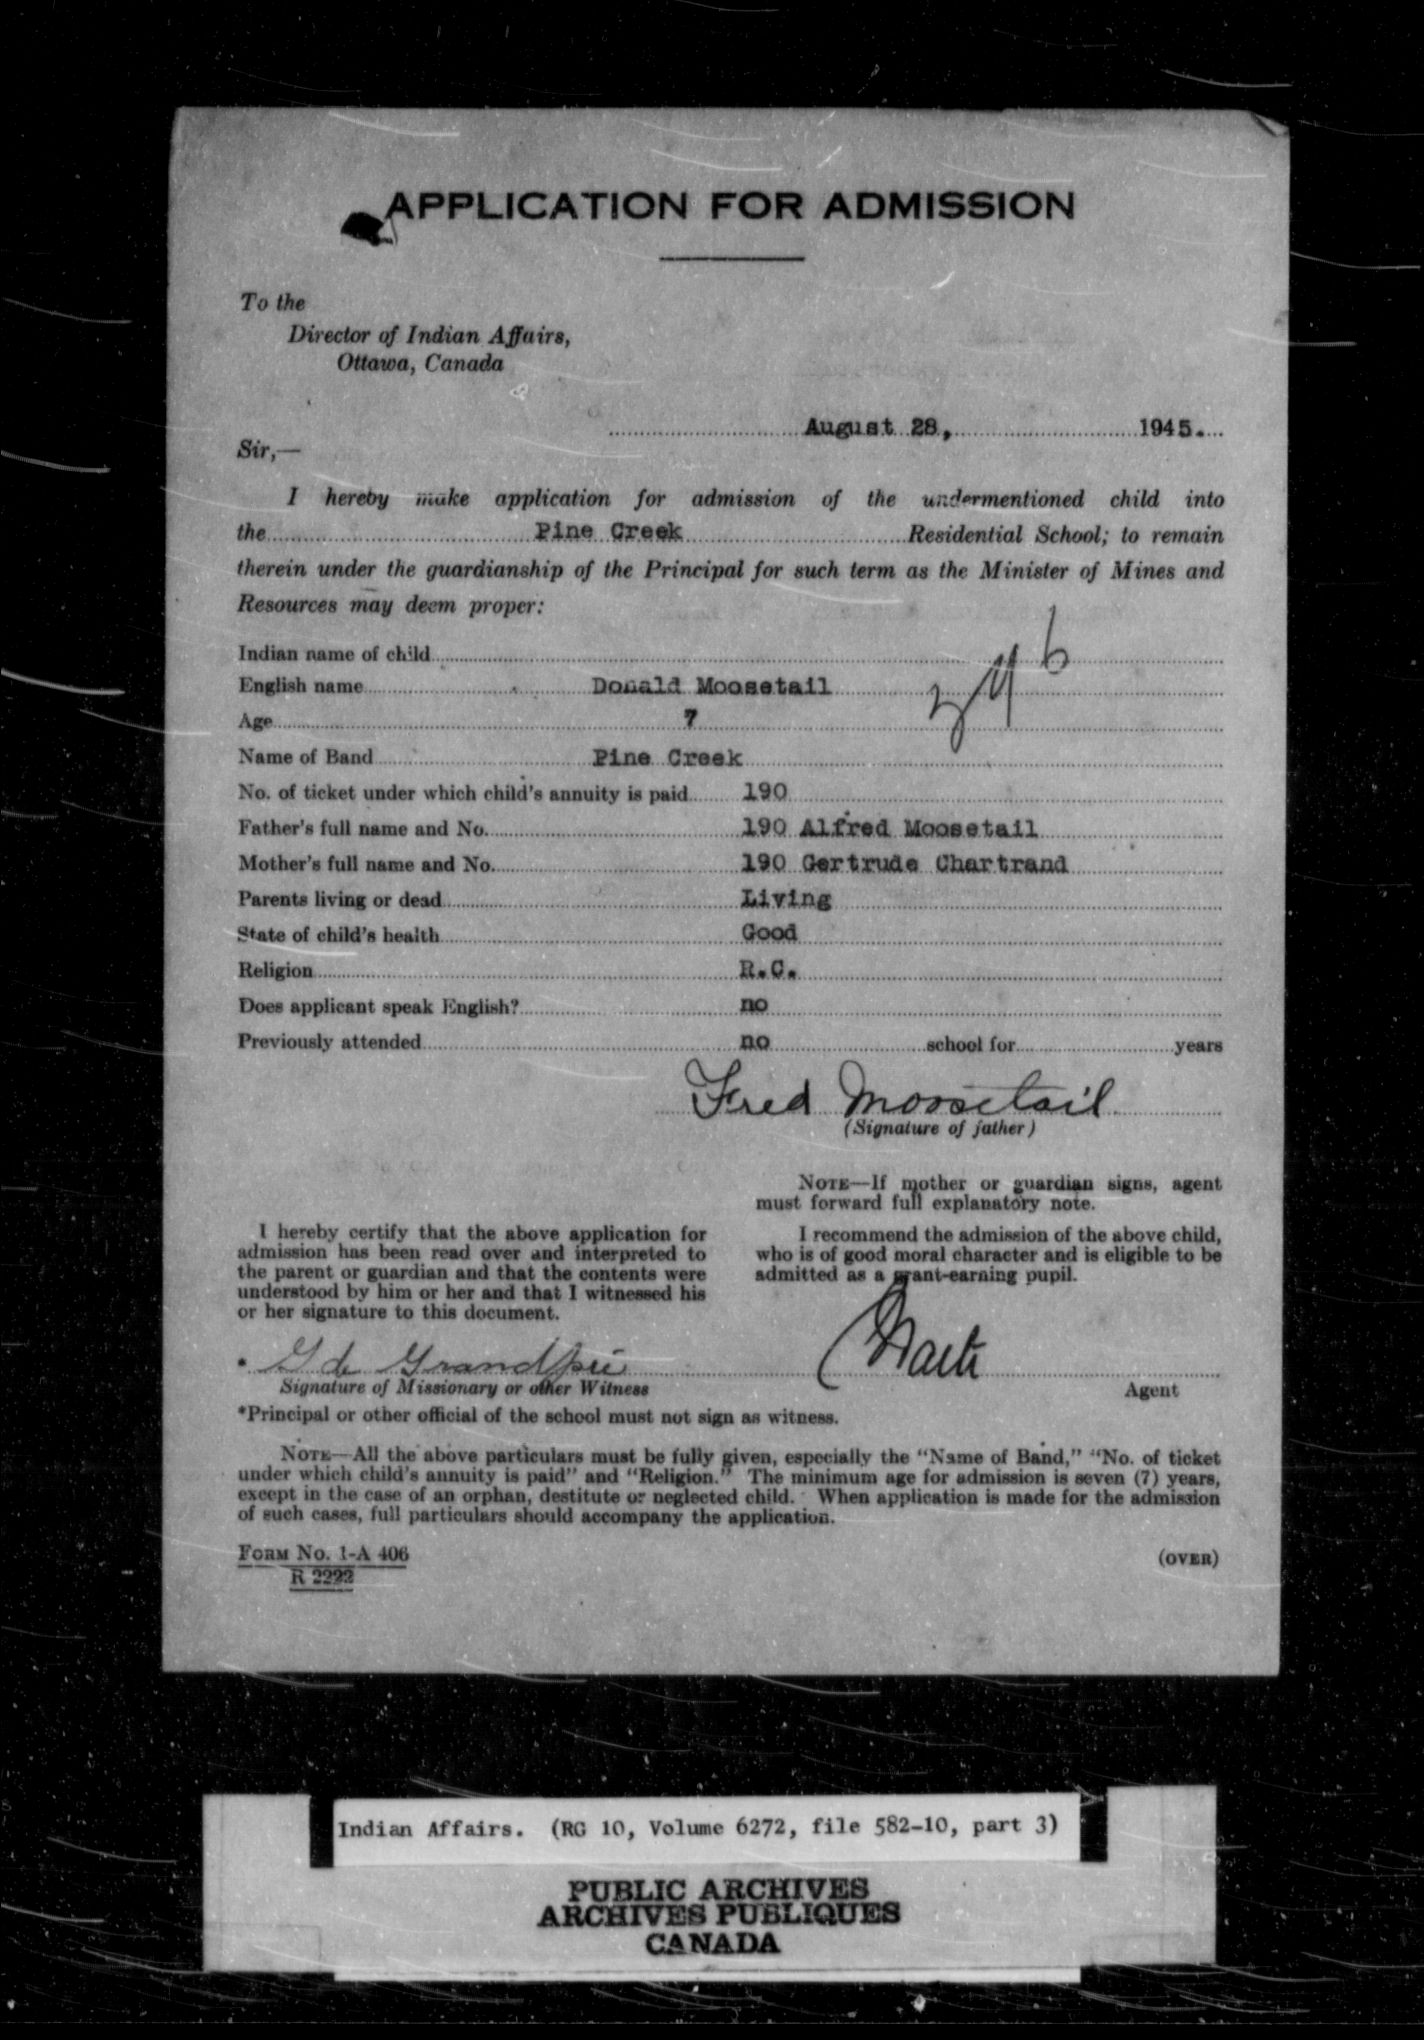 APPLICATION FOR ADMISSION
To the
Director of Indian Affairs,
Ottawa, Canada
August 28, 1945.
Sir,—
I hereby make application for admission of the undermentioned child into
the Pine Creek Residential School; to remain
therein under the guardianship of the Principal for such term as the Minister of Mines and
Resources may deem proper:
Indian name of child
English name Donald Moosetail
Age 7
Name of Band Pine Creek
No. of ticket under which child's annuity is paid 190
Father's full name and No. 190 Alfred Moosetail
Mother's full name and No. 190 Gertrude Chartrand
Parents living or dead Living
State of child's health Good
Religion R.C.
Does applicant speak English? no
Previously attended no school for years
Fred Moosetail
(Signature of father)
NOTE—If mother or guardian signs, agent
must forward full explanatory note.
I hereby certify that the above application for
admission has been read over and interpreted to
the parent or guardian and that the contents were
understood by him or her and that I witnessed his
or her signature to this document.
I recommend the admission of the above child,
who is of good moral character and is eligible to be
admitted as a grant-earning pupil.
* G de Grandpré
Signature of Missionary or other Witness
Agent
*Principal or other official of the school must not sign as witness.
NOTE—All the above particulars must be fully given, especially the "Name of Band," "No. of ticket
under which child's annuity is paid" and "Religion." The minimum age for admission is seven (7) years,
except in the case of an orphan, destitute or neglected child. When application is made for the admission
of such cases, full particulars should accompany the application.
FORM No. 1-A 406
R 2222
(OVER)
Indian Affairs. (RG 10, Volume 6272, file 582-10, part 3)
PUBLIC ARCHIVES
ARCHIVES PUBLIQUES
CANADA